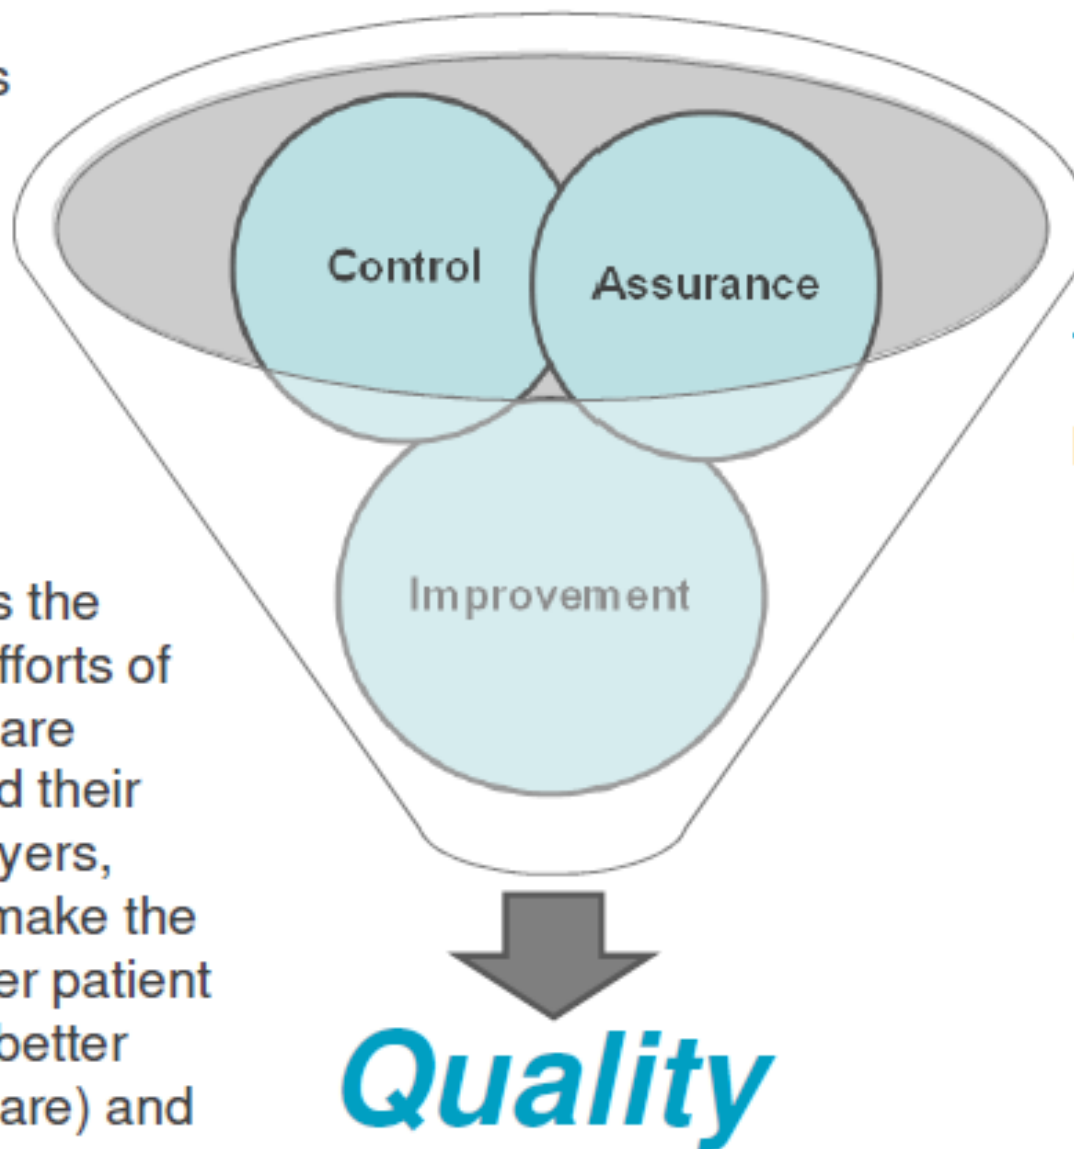 s
Control
Assurance
Improvement
s the
fforts of
are
d their
yers,
make the
er patient
better
are) and
Quality